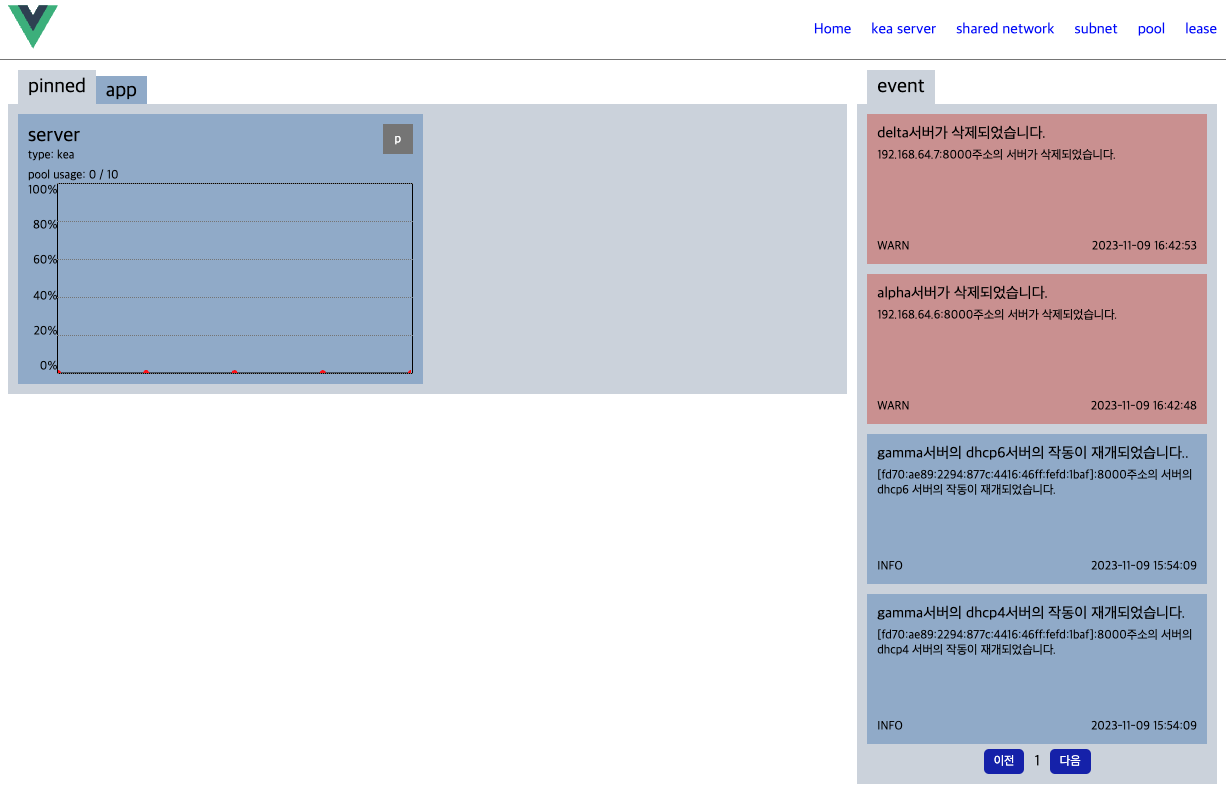 Home kea server shared network subnet pool lease
pinned app
server
p
type: kea
pool usage: 0 / 10
100%
80%
60%
40%
20%
0%
event
delta서버가 삭제되었습니다.
192.168.64.7:8000주소의 서버가 삭제되었습니다.
WARN 2023-11-09 16:42:53
alpha서버가 삭제되었습니다.
192.168.64.6:8000주소의 서버가 삭제되었습니다.
WARN 2023-11-09 16:42:48
gamma서버의 dhcp6서버의 작동이 재개되었습니다..
[fd70:ae89:2294:877c:4416:46ff:fefd:1baf]:8000주소의 서버의
dhcp6 서버의 작동이 재개되었습니다.
INFO 2023-11-09 15:54:09
gamma서버의 dhcp4서버의 작동이 재개되었습니다.
[fd70:ae89:2294:877c:4416:46ff:fefd:1baf]:8000주소의 서버의
dhcp4 서버의 작동이 재개되었습니다.
INFO 2023-11-09 15:54:09
이전 1 다음